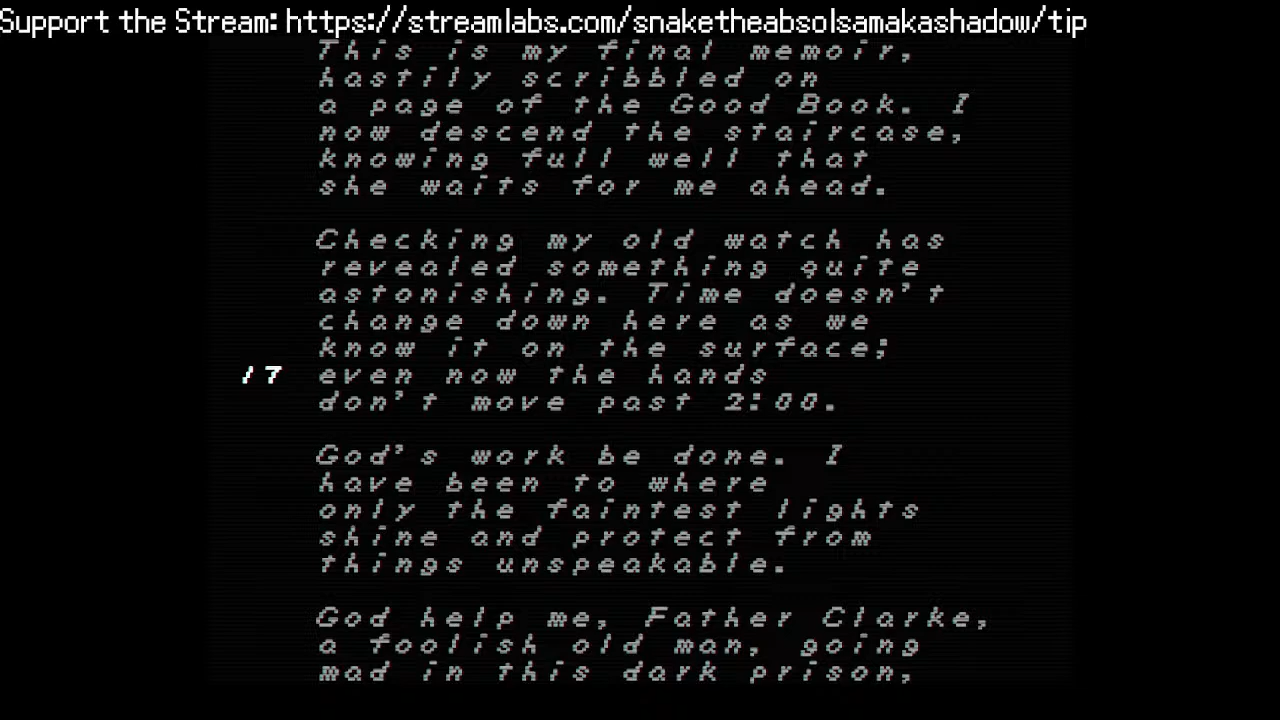 Support the Stream: https://streamlabs.com/snaketheabsolsamakashadow/tip
This is my final memoir,
hastily scribbled on
a page of the Good Book. I
now descend the staircase,
knowing full well that
she waits for me ahead.
Checking my old watch has
revealed something quite
astonishing. Time doesn't
change down here as we
know it on the surface;
17 even now the hands
don't move past 2:00.
God's work be done. I
have been to where
only the faintest lights
shine and protect from
things unspeakable.
God help me, Father Clarke,
a foolish old man, going
mad in this dark prison,